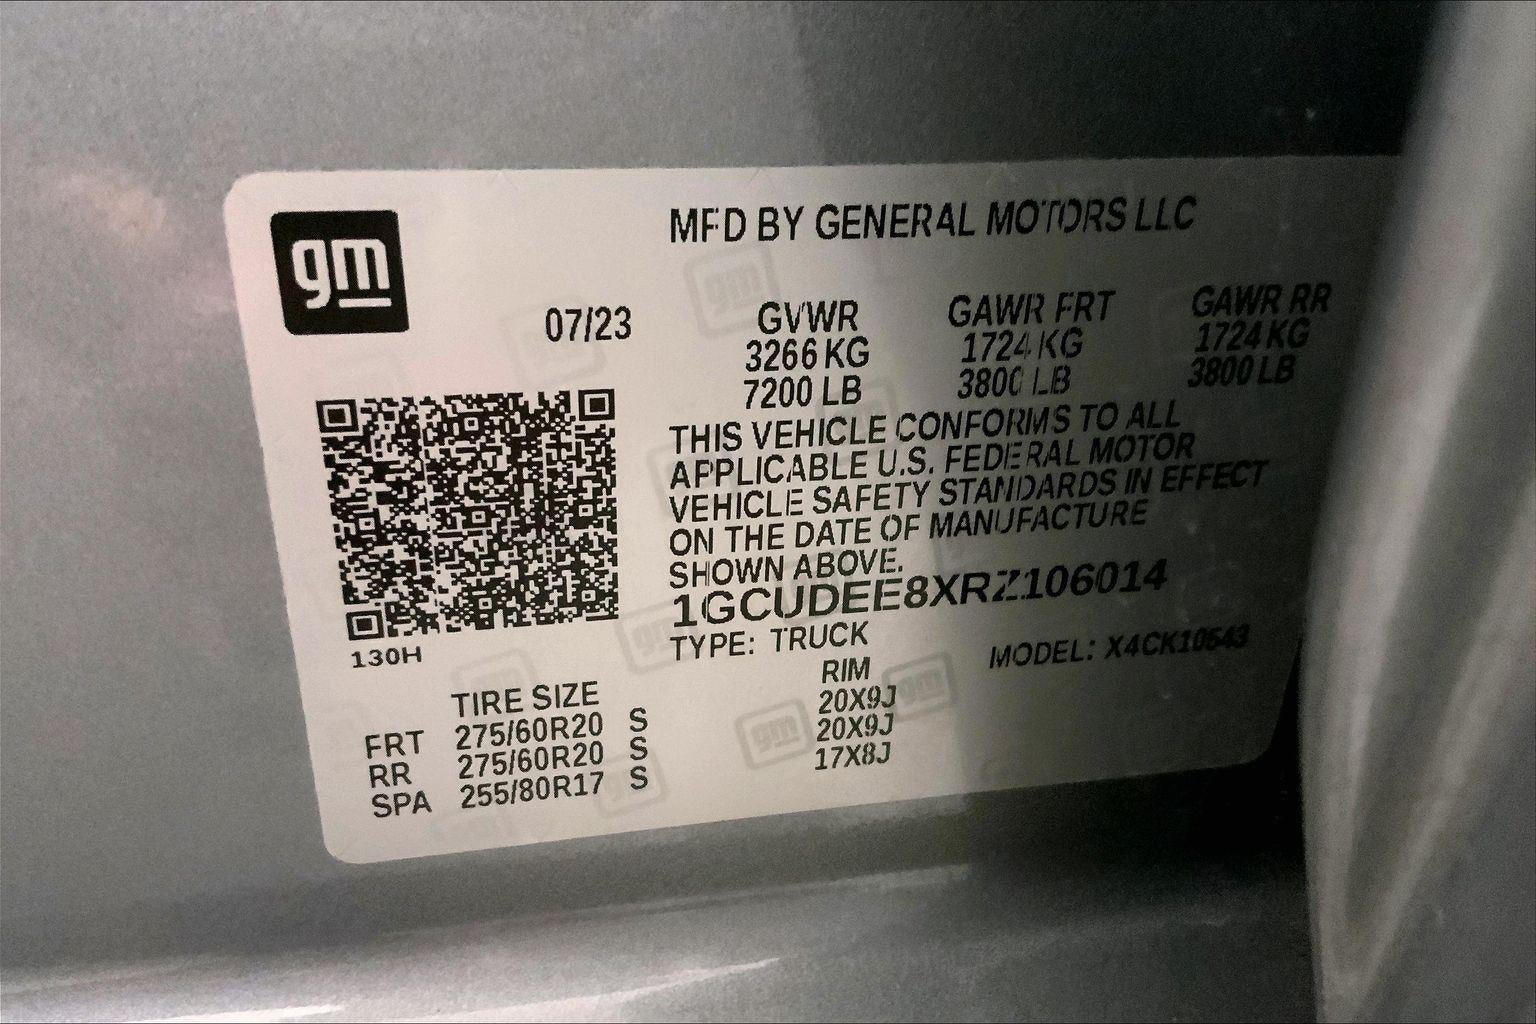 gm
MFD BY GENERAL MOTORS LLC
07/23 GVWR GAWR FRT GAWR RR
3266 KG 1724 KG 1724 KG
7200 LB 3800 LB 3800 LB
THIS VEHICLE CONFORMS TO ALL
APPLICABLE U.S. FEDERAL MOTOR
VEHICLE SAFETY STANDARDS IN EFFECT
ON THE DATE OF MANUFACTURE
SHOWN ABOVE.
1GCUDEE8XRZ106014
130H
TYPE: TRUCK MODEL: X4CK10543
TIRE SIZE RIM
FRT 275/60R20 S 20X9J
RR 275/60R20 S 20X9J
SPA 255/80R17 S 17X8J